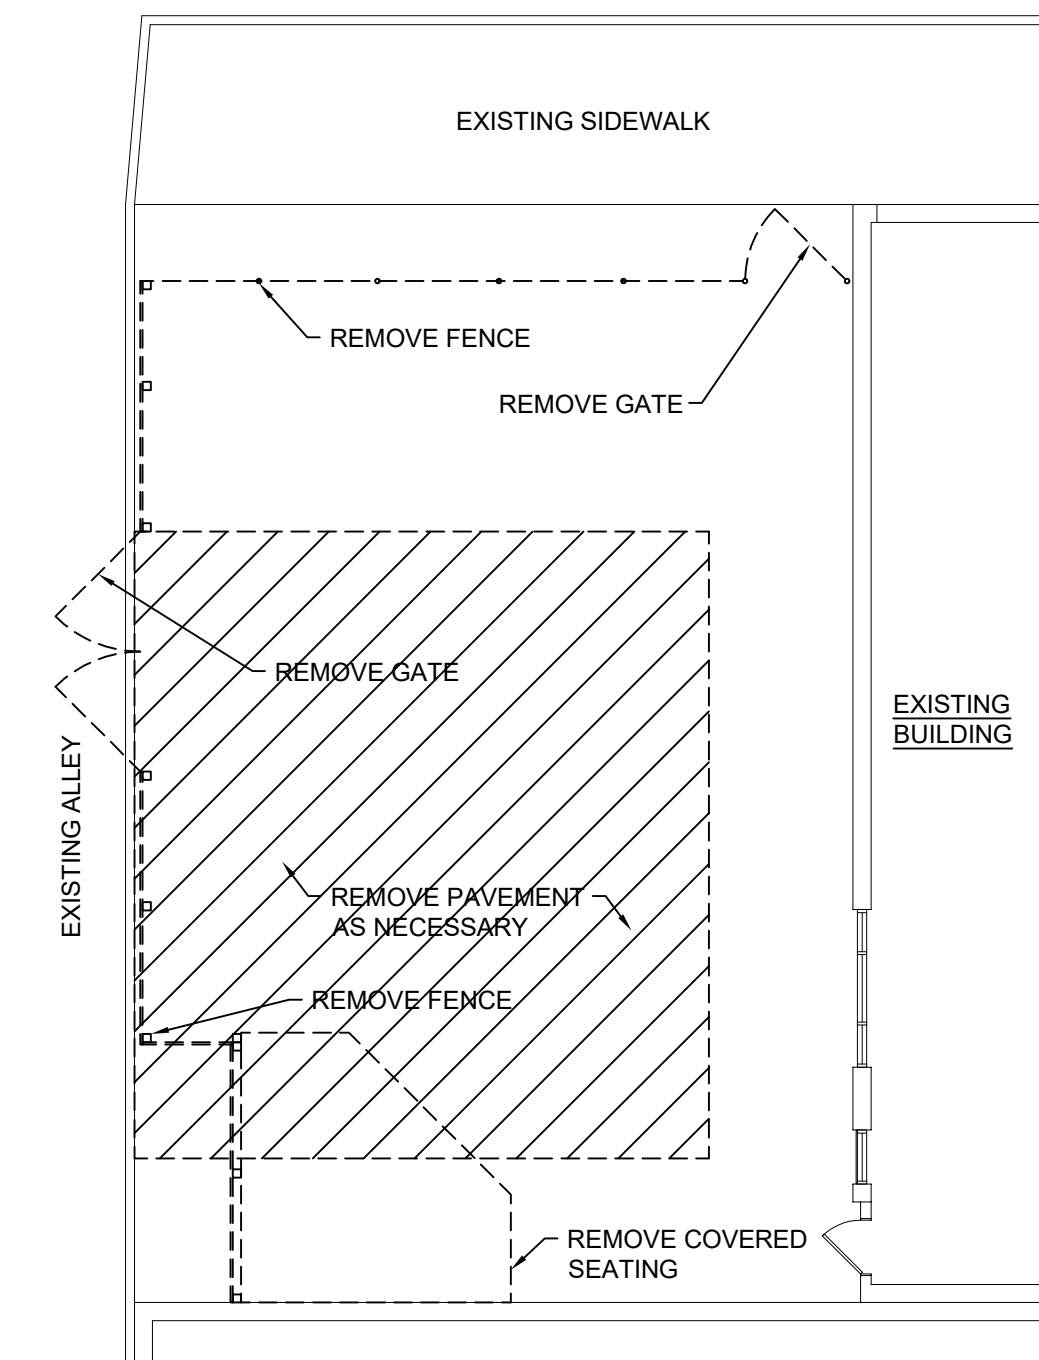 EXISTING SIDEWALK
REMOVE FENCE
REMOVE GATE
REMOVE GATE
EXISTING
BUILDING
EXISTING ALLEY
REMOVE PAVEMENT
AS NECESSARY
REMOVE FENCE
REMOVE COVERED
SEATING